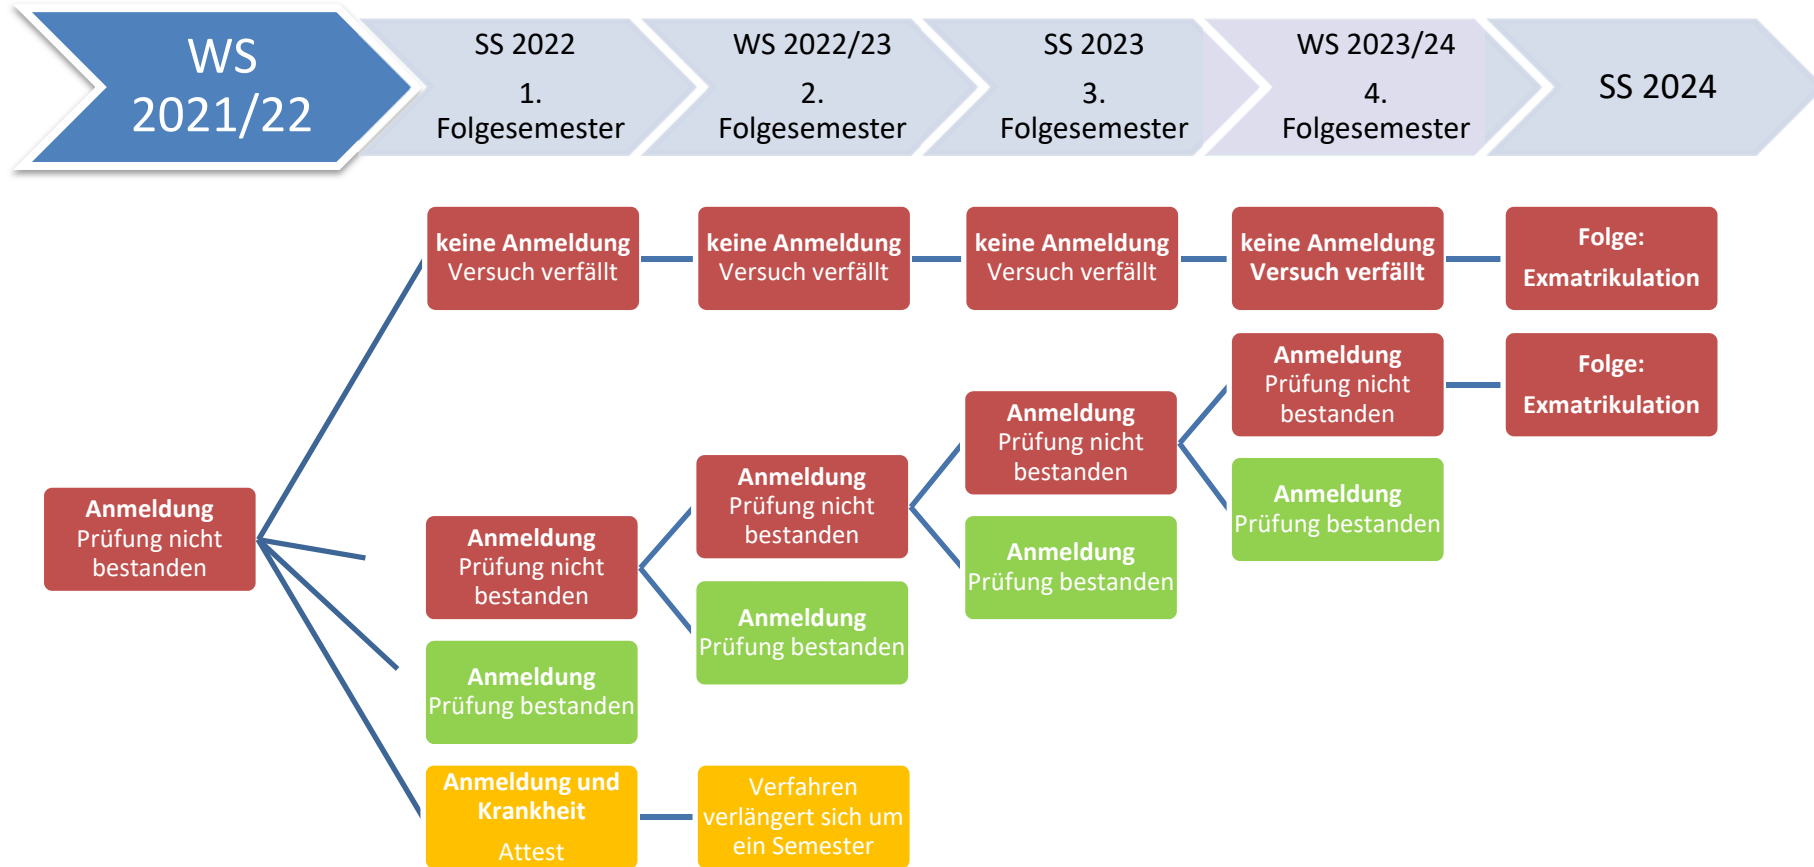 WS
2021/22
SS 2022
1.
Folgesemester
WS 2022/23
2.
Folgesemester
SS 2023
3.
Folgesemester
WS 2023/24
4.
Folgesemester
SS 2024
keine Anmeldung
Versuch verfällt
keine Anmeldung
Versuch verfällt
keine Anmeldung
Versuch verfällt
keine Anmeldung
Versuch verfällt
Folge:
Exmatrikulation
Anmeldung
Prüfung nicht
bestanden
Folge:
Exmatrikulation
Anmeldung
Prüfung nicht
bestanden
Anmeldung
Prüfung nicht
bestanden
Anmeldung
Prüfung bestanden
Anmeldung
Prüfung nicht
bestanden
Anmeldung
Prüfung nicht
bestanden
Anmeldung
Prüfung bestanden
Anmeldung
Prüfung bestanden
Anmeldung
Prüfung bestanden
Anmeldung und
Krankheit
Attest
Verfahren
verlängert sich um
ein Semester